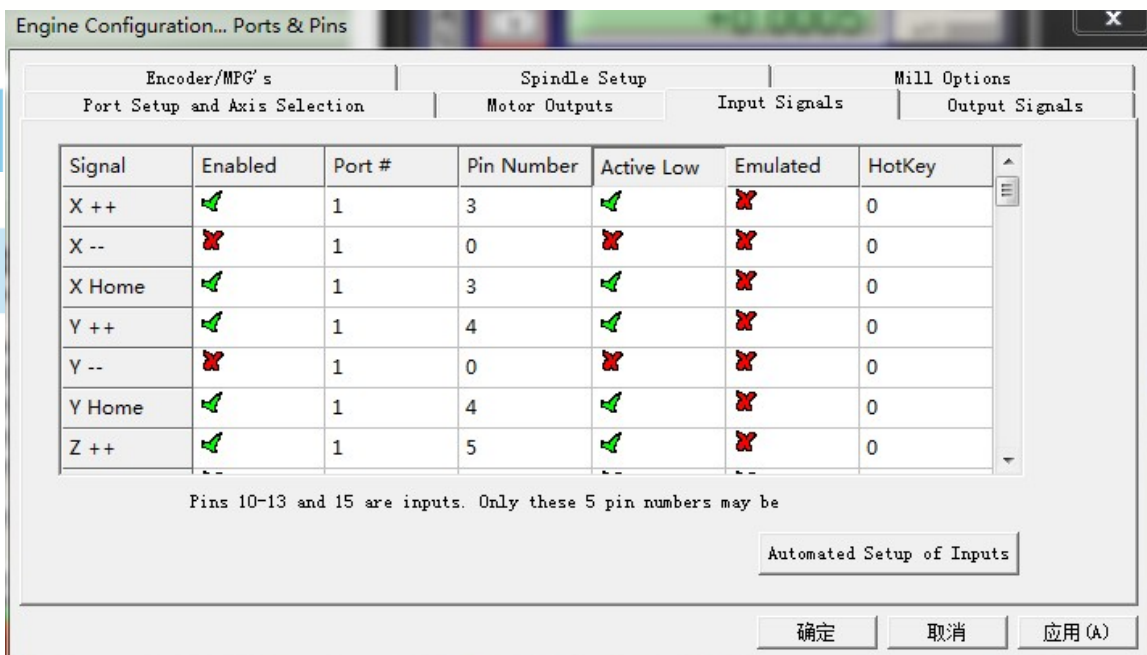 Engine Configuration... Ports & Pins
+0.0005
x
Encoder/MPG's Spindle Setup Mill Options
Port Setup and Axis Selection Motor Outputs Input Signals Output Signals
Signal Enabled Port # Pin Number Active Low Emulated HotKey
X ++ 1 3 0
X -- 1 0 0
X Home 1 3 0
Y ++ 1 4 0
Y -- 1 0 0
Y Home 1 4 0
Z ++ 1 5 0
Pins 10-13 and 15 are inputs. Only these 5 pin numbers may be
Automated Setup of Inputs
确定 取消 应用(A)